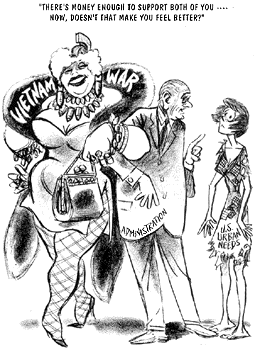 "THERE'S MONEY ENOUGH TO SUPPORT BOTH OF YOU ....
NOW, DOESN'T THAT MAKE YOU FEEL BETTER?"
VIETNAM WAR
ADMINISTRATION
U.S.
URBAN
NEEDS